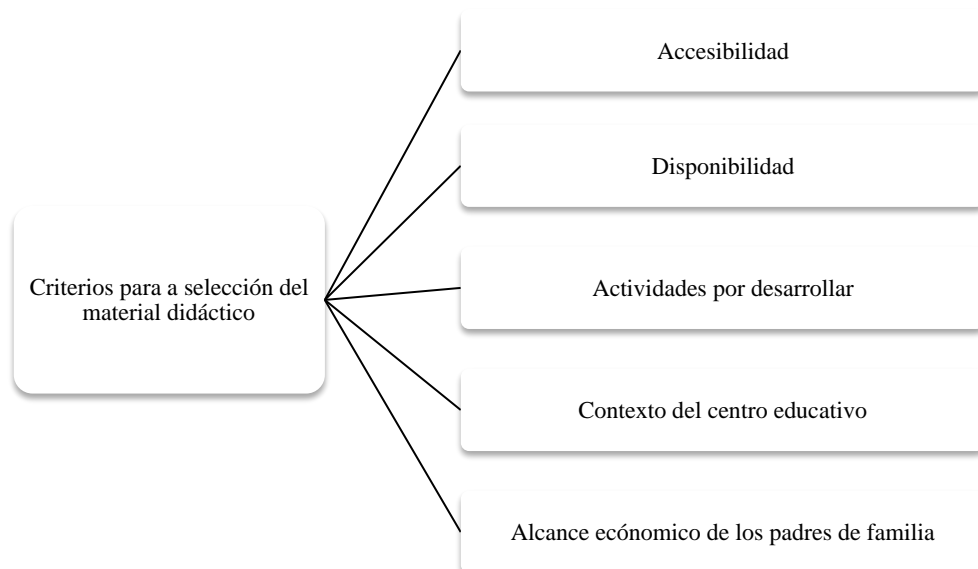 Accesibilidad
Disponibilidad
Criterios para a selección del
material didáctico
Actividades por desarrollar
Contexto del centro educativo
Alcance ecónomico de los padres de familia